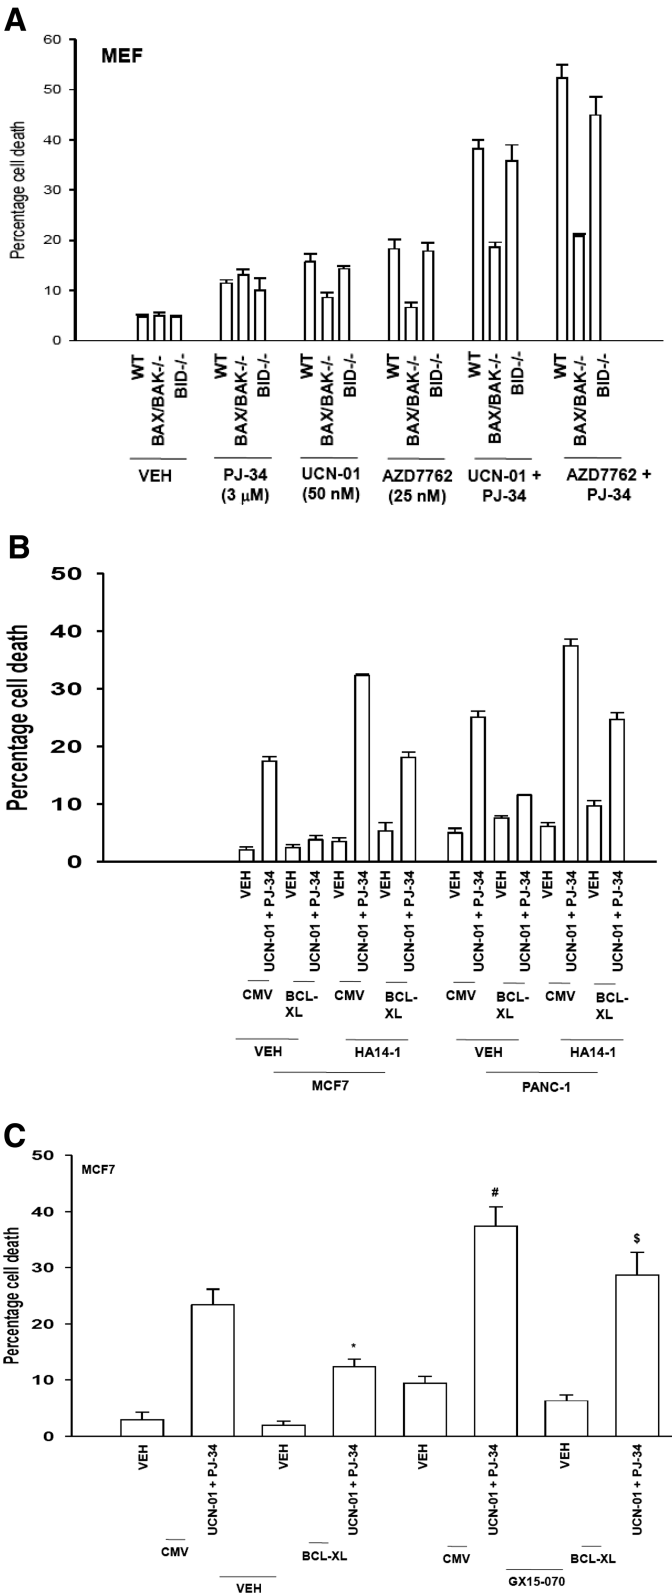 A
MEF
Percentage cell death
60
50
40
30
20
10
0
WT
BAX/BAK-/-
BID-/-
WT
BAX/BAK-/-
BID-/-
WT
BAX/BAK-/-
BID-/-
WT
BAX/BAK-/-
BID-/-
WT
BAX/BAK-/-
BID-/-
WT
BAX/BAK-/-
BID-/-
VEH
PJ-34
(3 μM)
UCN-01
(50 nM)
AZD7762
(25 nM)
UCN-01 +
PJ-34
AZD7762 +
PJ-34
B
Percentage cell death
50
40
30
20
10
0
VEH
UCN-01 + PJ-34
VEH
UCN-01 + PJ-34
VEH
UCN-01 + PJ-34
VEH
UCN-01 + PJ-34
VEH
UCN-01 + PJ-34
VEH
UCN-01 + PJ-34
VEH
UCN-01 + PJ-34
VEH
UCN-01 + PJ-34
CMV
BCL-
XL
CMV
BCL-
XL
CMV
BCL-
XL
CMV
BCL-
XL
VEH
HA14-1
VEH
HA14-1
MCF7
PANC-1
C
MCF7
Percentage cell death
50
40
30
20
10
0
*
#
$
VEH
UCN-01 + PJ-34
VEH
UCN-01 + PJ-34
VEH
UCN-01 + PJ-34
VEH
UCN-01 + PJ-34
CMV
BCL-XL
CMV
BCL-XL
VEH
GX15-070